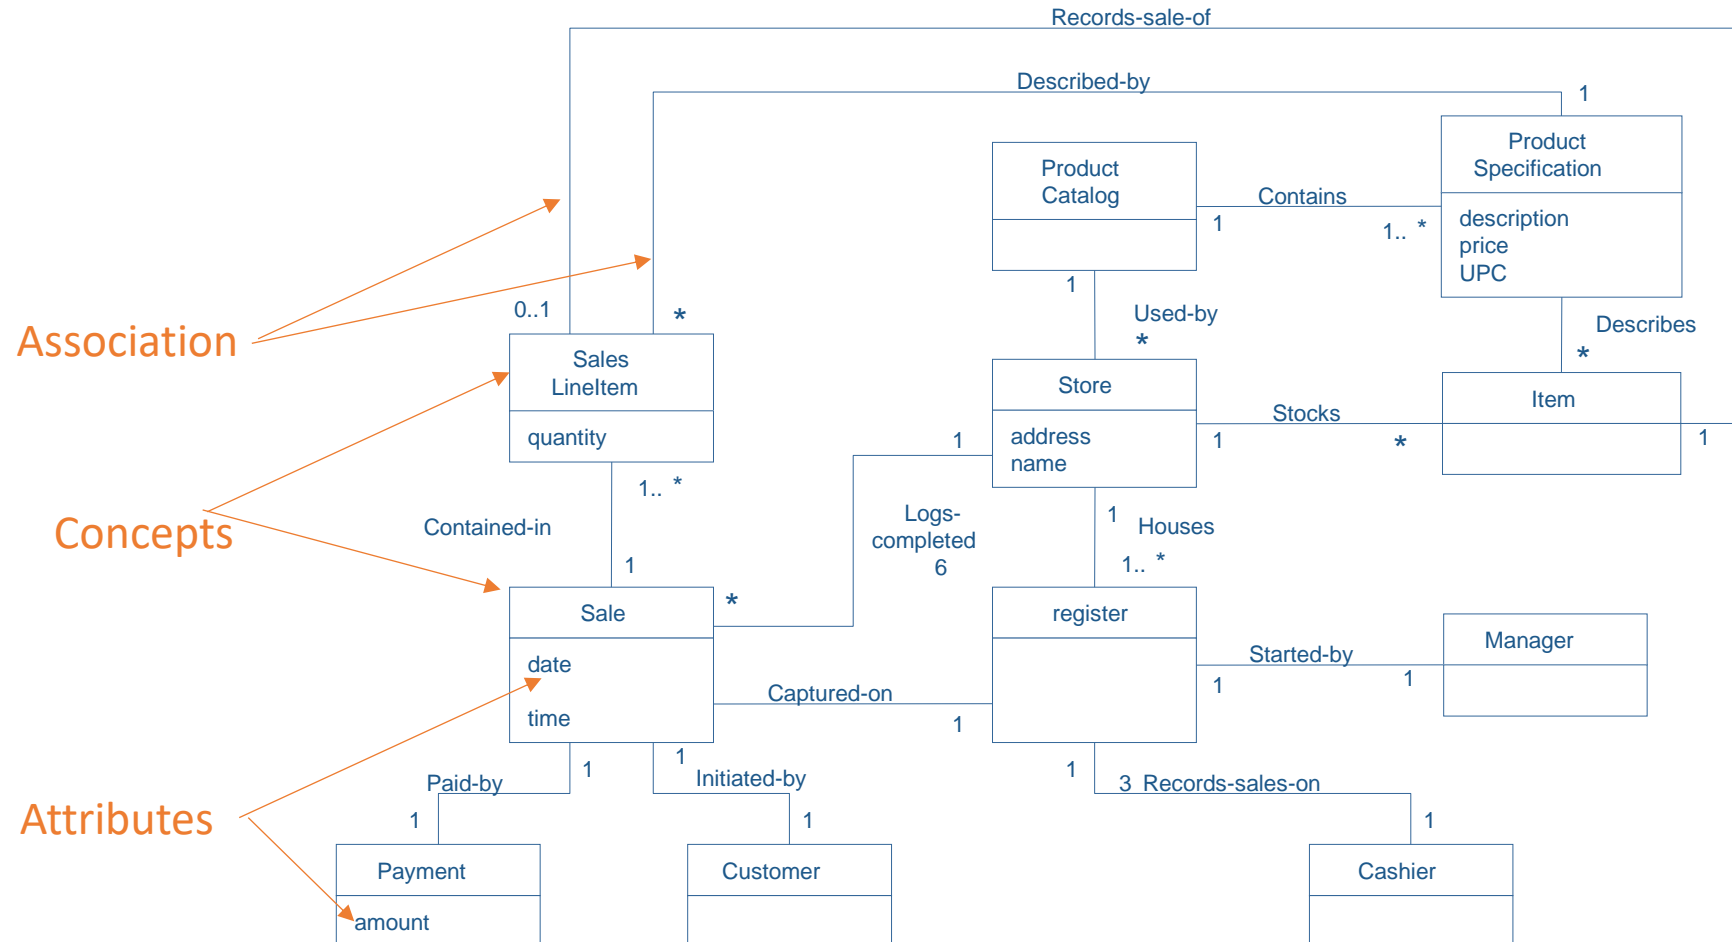 Records-sale-of
Described-by
1
Product
Specification
description
price
UPC
Product
Catalog
Contains
1
1.. *
1
Used-by
*
Describes
*
Association
0..1
*
Sales
LineItem
quantity
Store
address
name
Stocks
1
*
Item
1
1
1.. *
Concepts
Contained-in
1
Logs-
completed
6
1
Houses
1.. *
*
Sale
date
time
register
Started-by
1
1
Manager
Captured-on
1
Attributes
Paid-by
1
1
Initiated-by
1
1
1
3 Records-sales-on
1
Payment
amount
Customer
Cashier